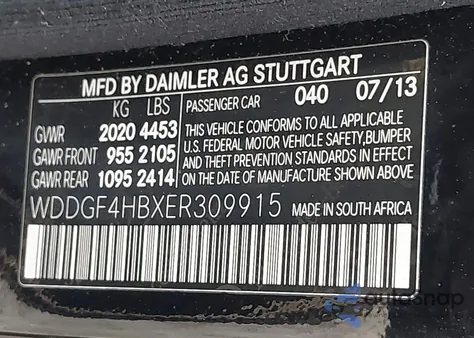 MFD BY DAIMLER AG STUTTGART
KG LBS PASSENGER CAR 040 07/13
GVWR 2020 4453
GAWR FRONT 955 2105
GAWR REAR 1095 2414
THIS VEHICLE CONFORMS TO ALL APPLICABLE
U.S. FEDERAL MOTOR VEHICLE SAFETY,BUMPER
AND THEFT PREVENTION STANDARDS IN EFFECT
ON THE DATE OF MANUFACTURE SHOWN ABOVE
WDDGF4HBXER309915 MADE IN SOUTH AFRICA
autoSnap